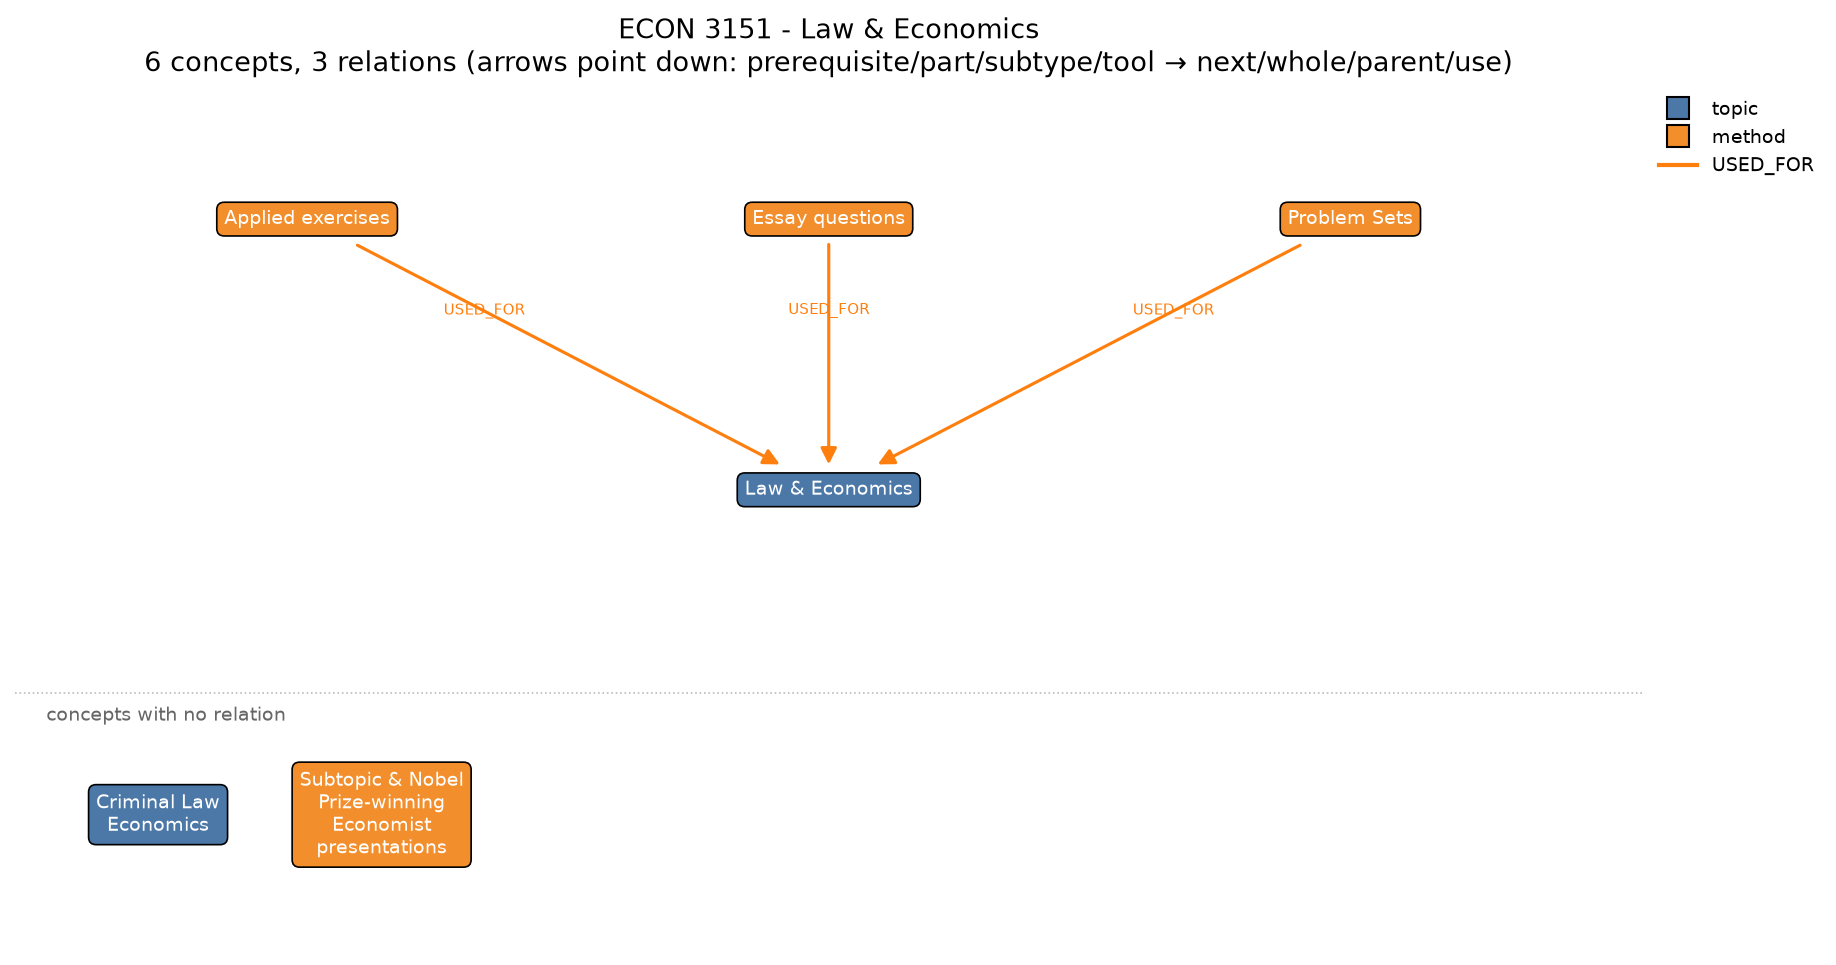 ECON 3151 - Law & Economics
6 concepts, 3 relations (arrows point down: prerequisite/part/subtype/tool → next/whole/parent/use)
topic
method
USED_FOR
Applied exercises
Essay questions
Problem Sets
USED_FOR
USED_FOR
USED_FOR
Law & Economics
concepts with no relation
Criminal Law
Economics
Subtopic & Nobel
Prize-winning
Economist
presentations